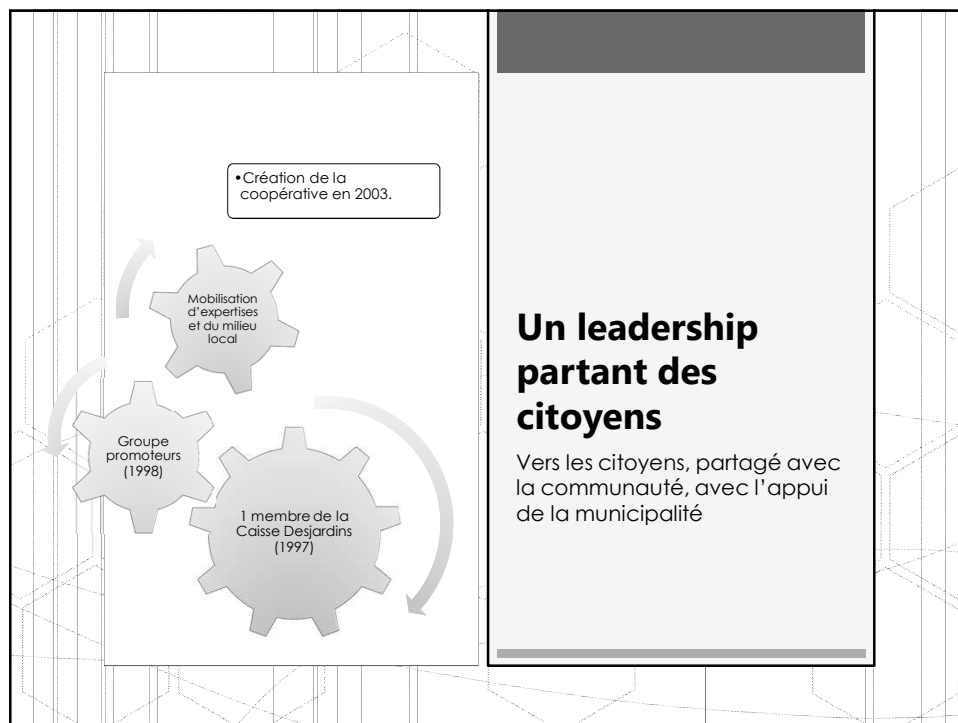 •Création de la
coopérative en 2003.
Mobilisation
d'expertises
et du milieu
local
Groupe
promoteurs
(1998)
1 membre de la
Caisse Desjardins
(1997)
Un leadership
partant des
citoyens
Vers les citoyens, partagé avec
la communauté, avec l'appui
de la municipalité